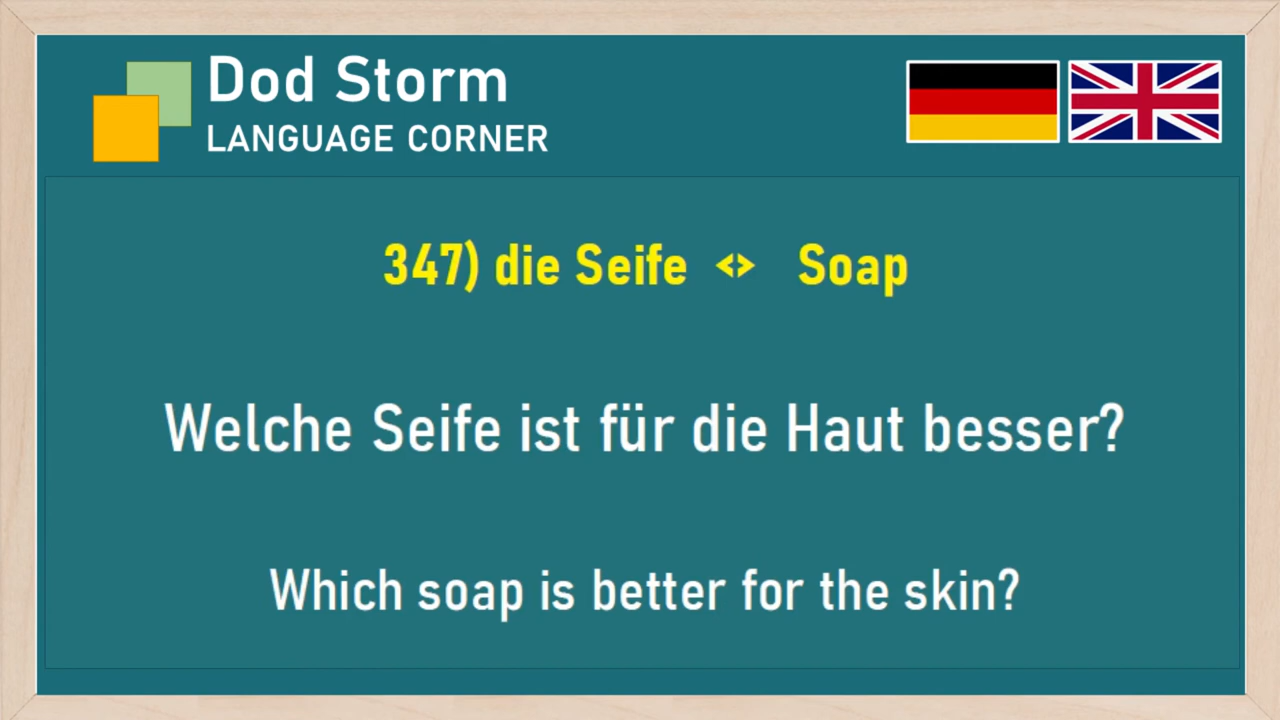 Dod Storm
LANGUAGE CORNER
347) die Seife <> Soap
Welche Seife ist für die Haut besser?
Which soap is better for the skin?